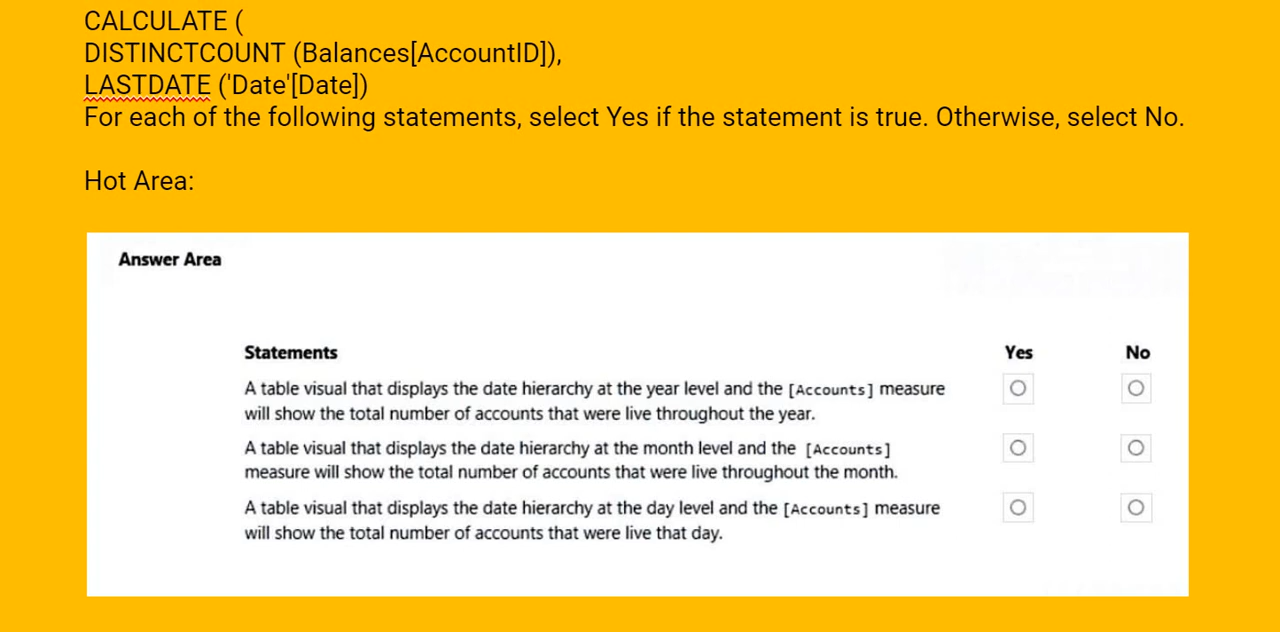 CALCULATE (
DISTINCTCOUNT (Balances[AccountID]),
LASTDATE ('Date'[Date])
For each of the following statements, select Yes if the statement is true. Otherwise, select No.
Hot Area:
Answer Area
Statements Yes No
A table visual that displays the date hierarchy at the year level and the [Accounts] measure
will show the total number of accounts that were live throughout the year.
A table visual that displays the date hierarchy at the month level and the [Accounts]
measure will show the total number of accounts that were live throughout the month.
A table visual that displays the date hierarchy at the day level and the [Accounts] measure
will show the total number of accounts that were live that day.